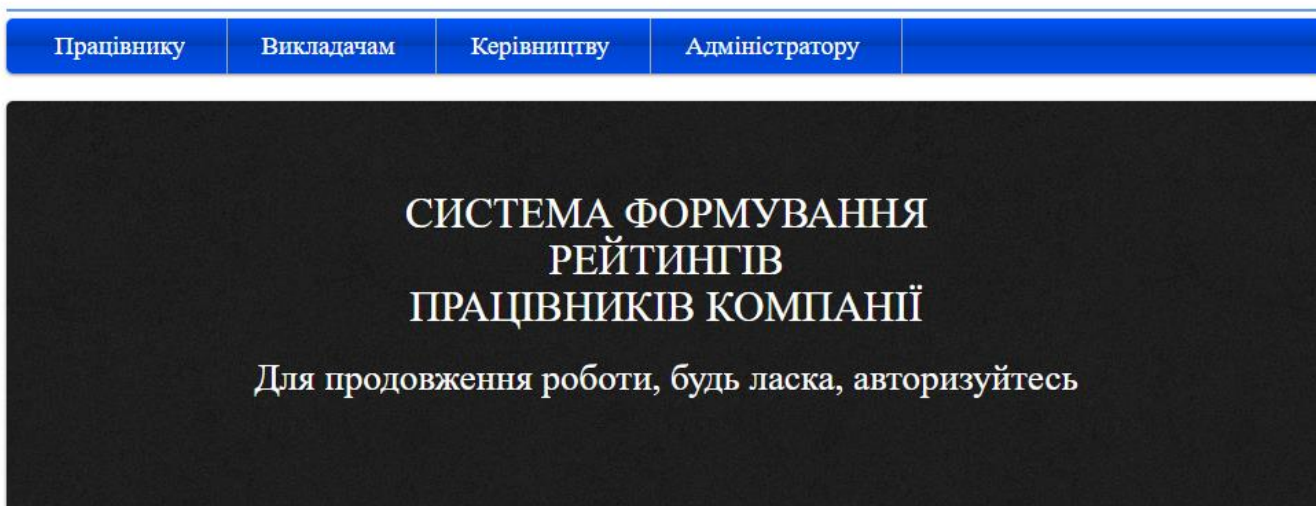 Працівнику Викладачам Керівництву Адміністратору
СИСТЕМА ФОРМУВАННЯ
РЕЙТИНГІВ
ПРАЦІВНИКІВ КОМПАНІЇ
Для продовження роботи, будь ласка, авторизуйтесь